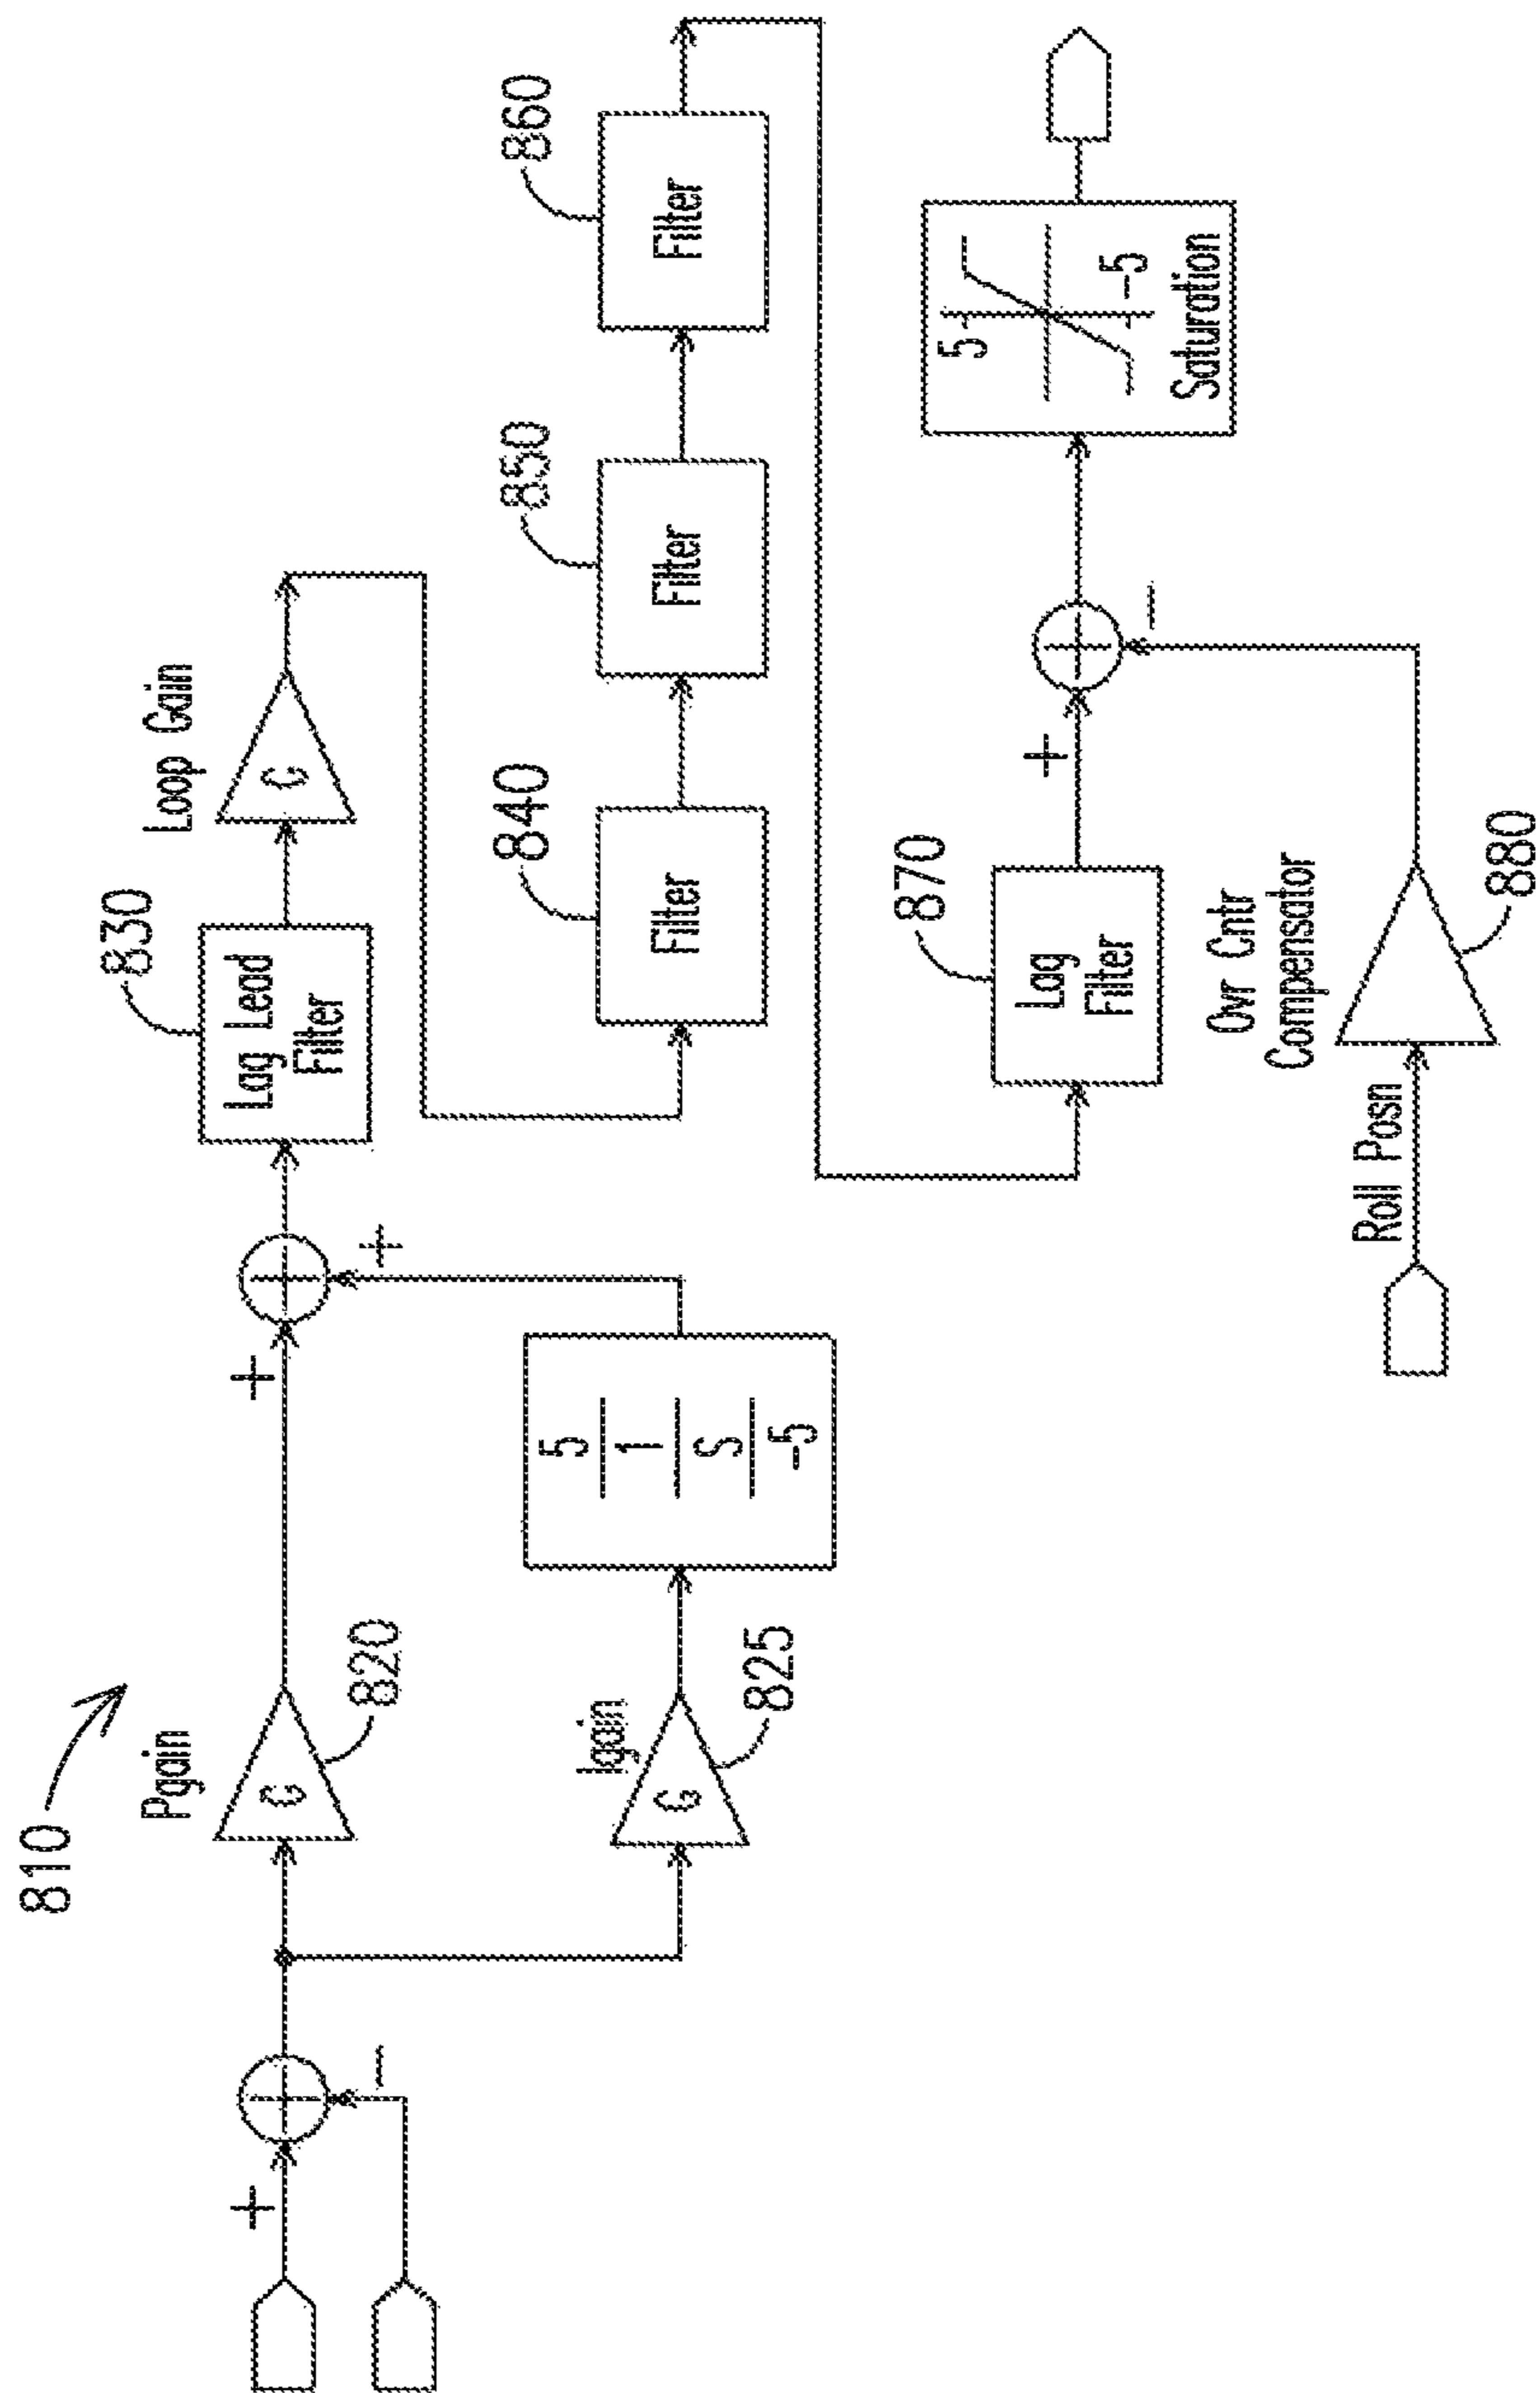 810
Pgain
G
820
+
+
−
Igain
G
825
5
1
S
-5
+
830
Lag Lead
Filter
Loop Gain
G
840
Filter
850
Filter
860
Filter
870
Lag
Filter
+
−
5
-5
Saturation
Roll Posn
Ovr Cntr
Compensator
880